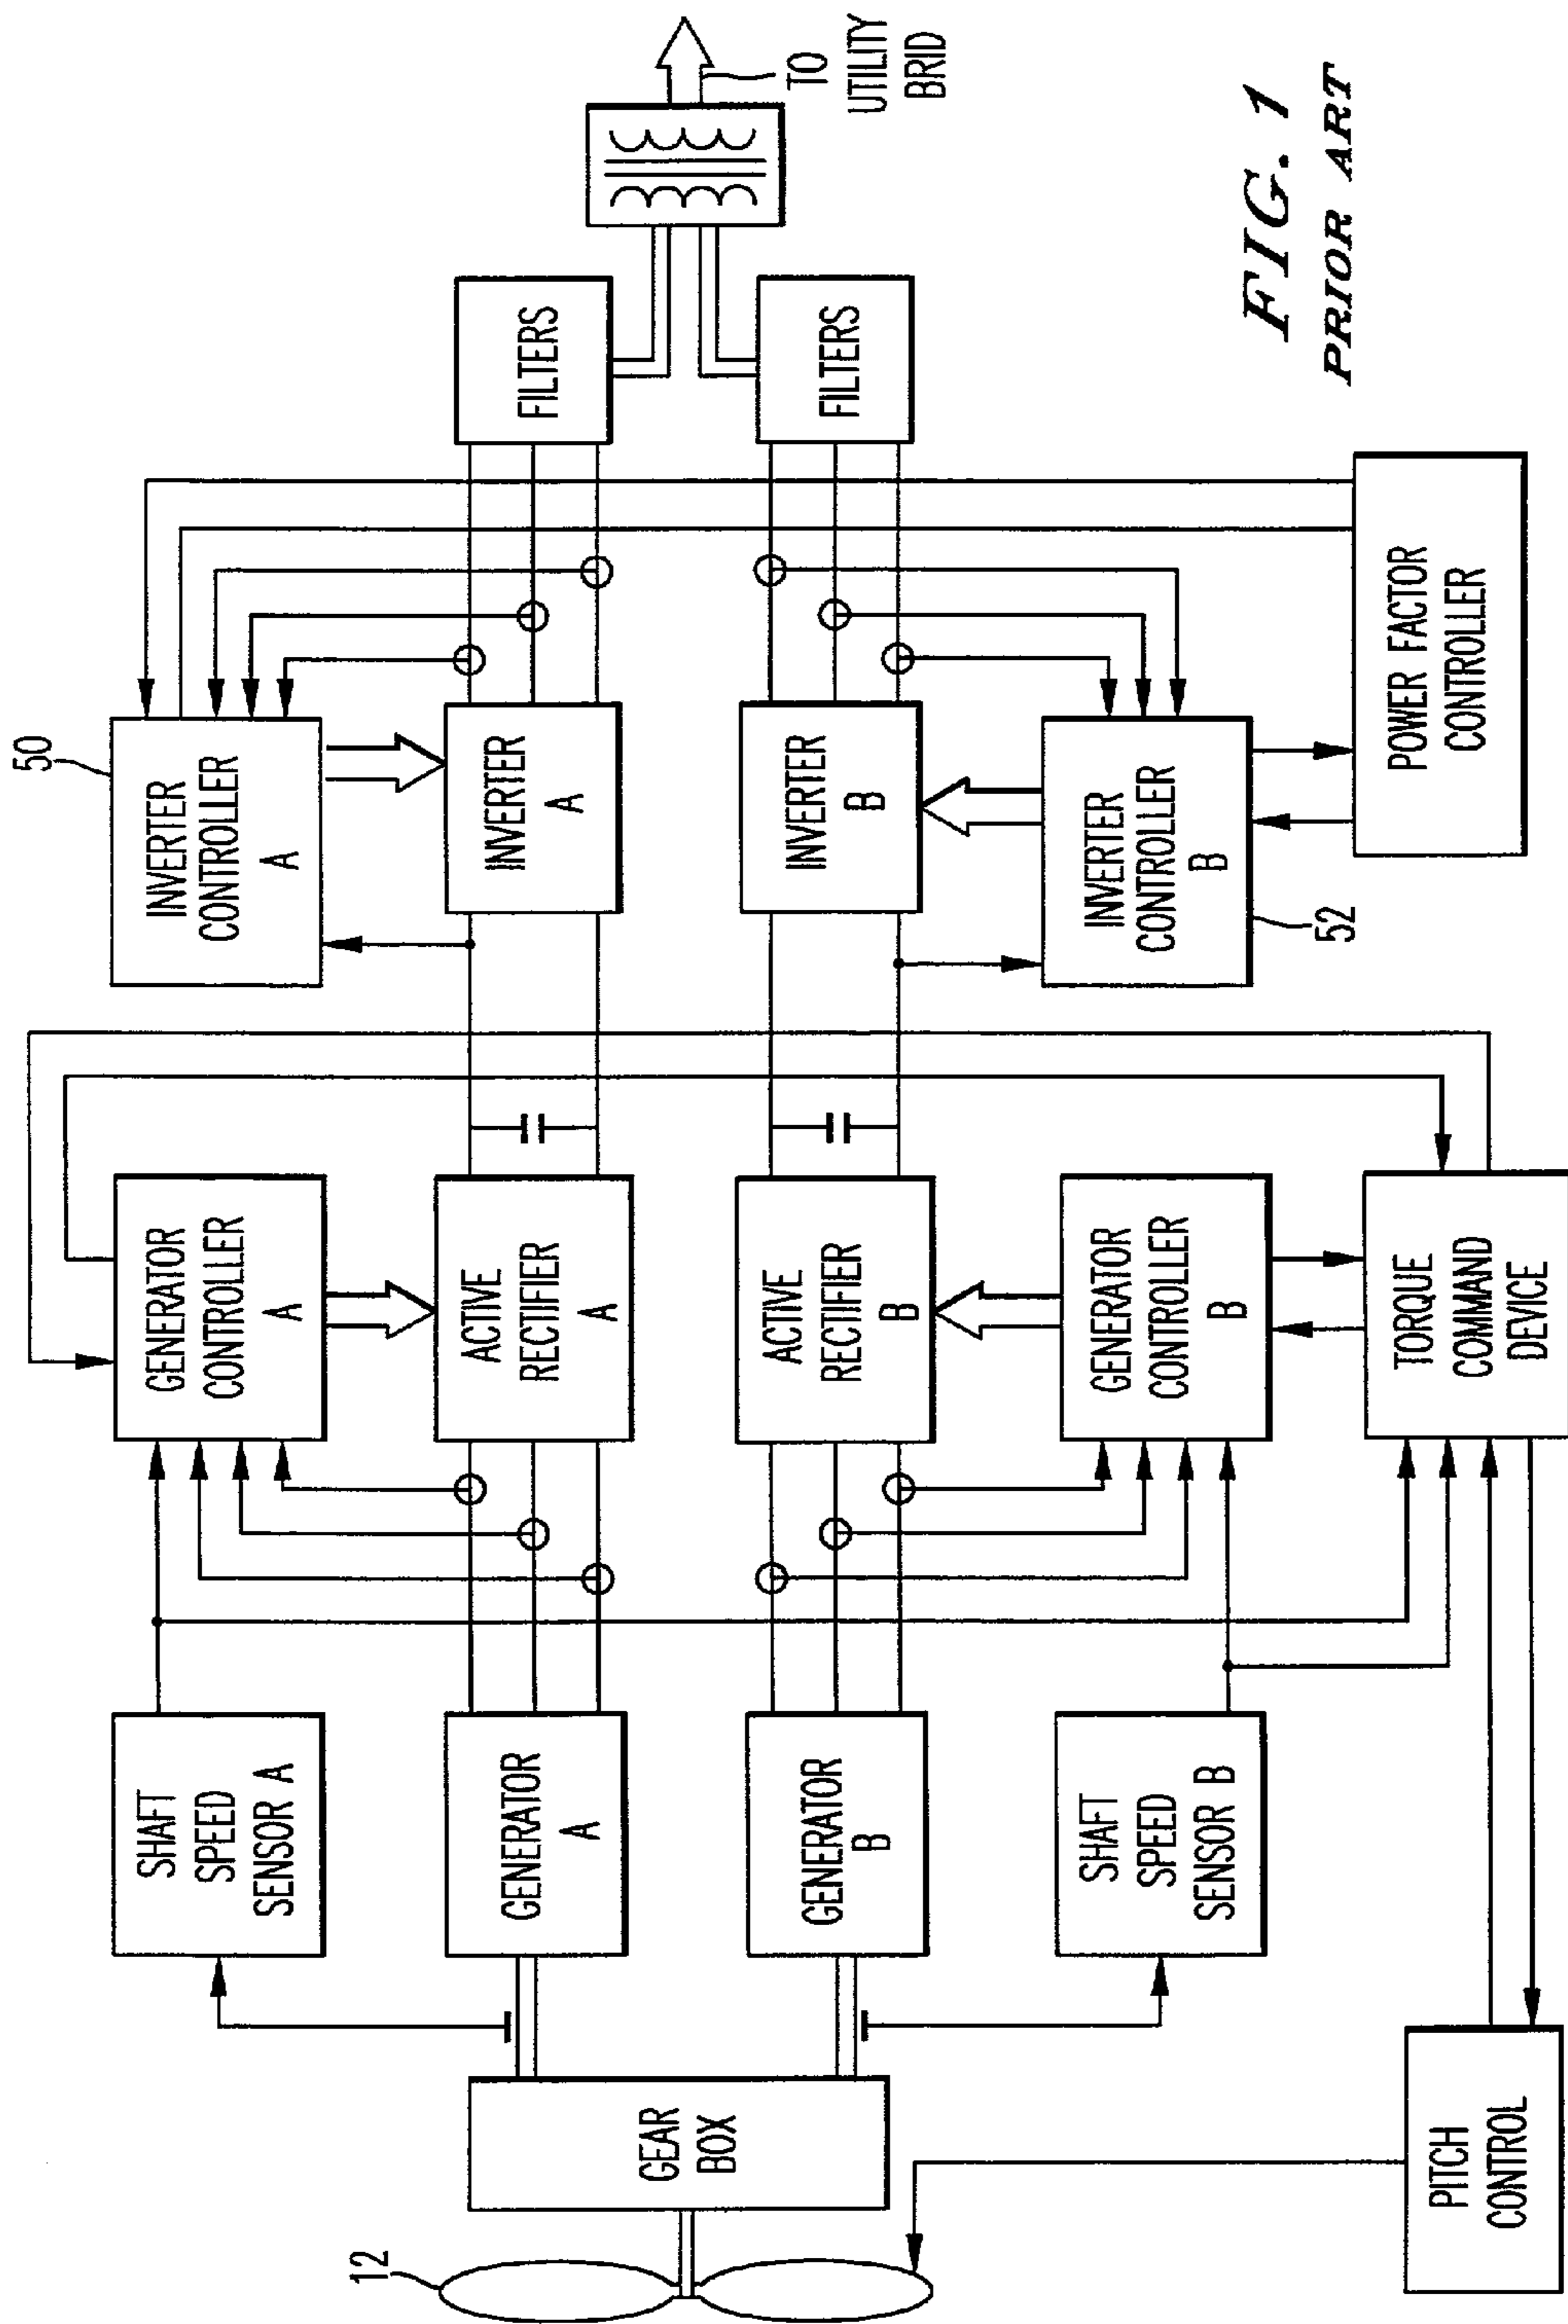 12
GEAR
BOX
PITCH
CONTROL
SHAFT
SPEED
SENSOR A
GENERATOR
A
GENERATOR
B
SHAFT
SPEED
SENSOR B
GENERATOR
CONTROLLER
A
ACTIVE
RECTIFIER
A
ACTIVE
RECTIFIER
B
GENERATOR
CONTROLLER
B
TORQUE
COMMAND
DEVICE
50
INVERTER
CONTROLLER
A
INVERTER
A
INVERTER
B
INVERTER
CONTROLLER
B
52
POWER FACTOR
CONTROLLER
FILTERS
FILTERS
TO
UTILITY
BRID
FIG. 1
PRIOR ART